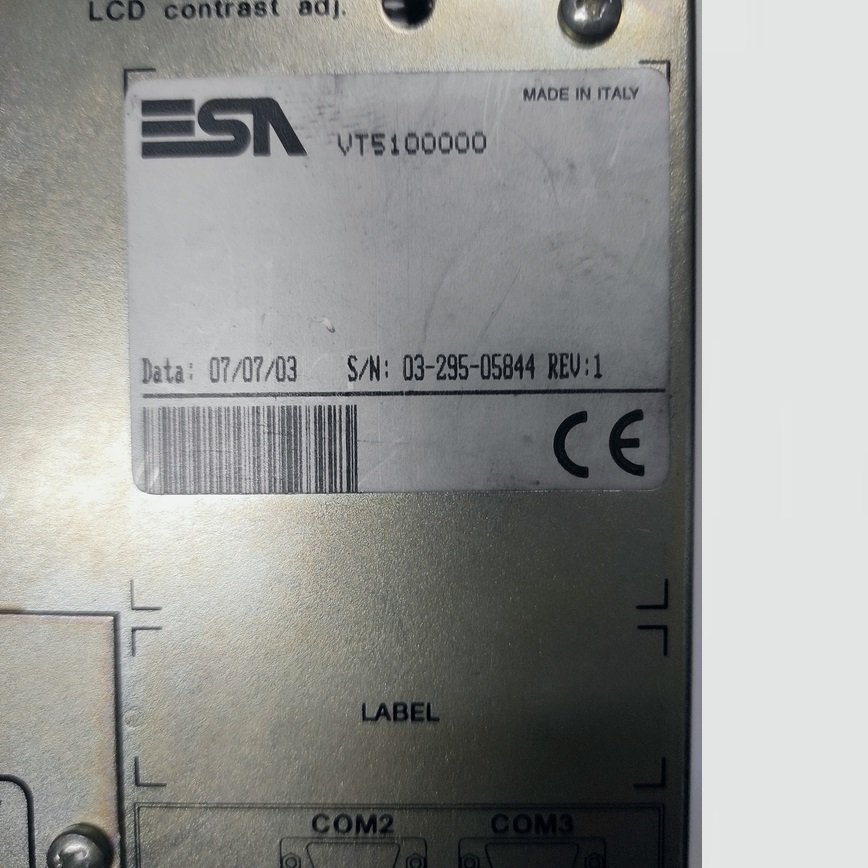 LCD contrast adj.
MADE IN ITALY
ESA VT5100000
Data: 07/07/03 S/N: 03-295-05844 REV:1
CE
LABEL
COM2 COM3